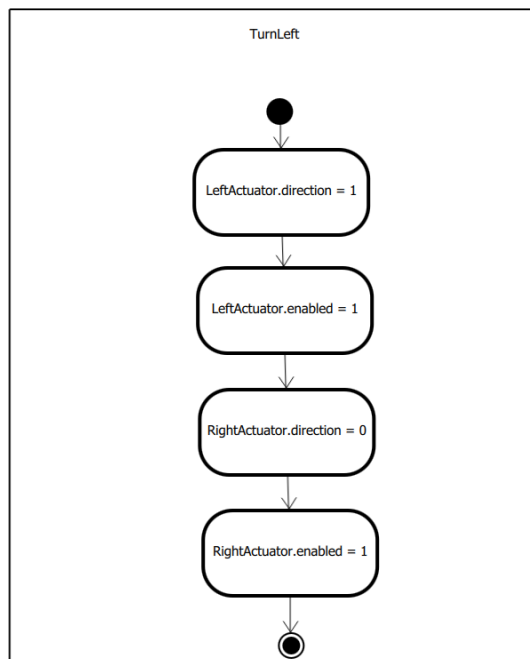 TurnLeft
LeftActuator.direction = 1
LeftActuator.enabled = 1
RightActuator.direction = 0
RightActuator.enabled = 1